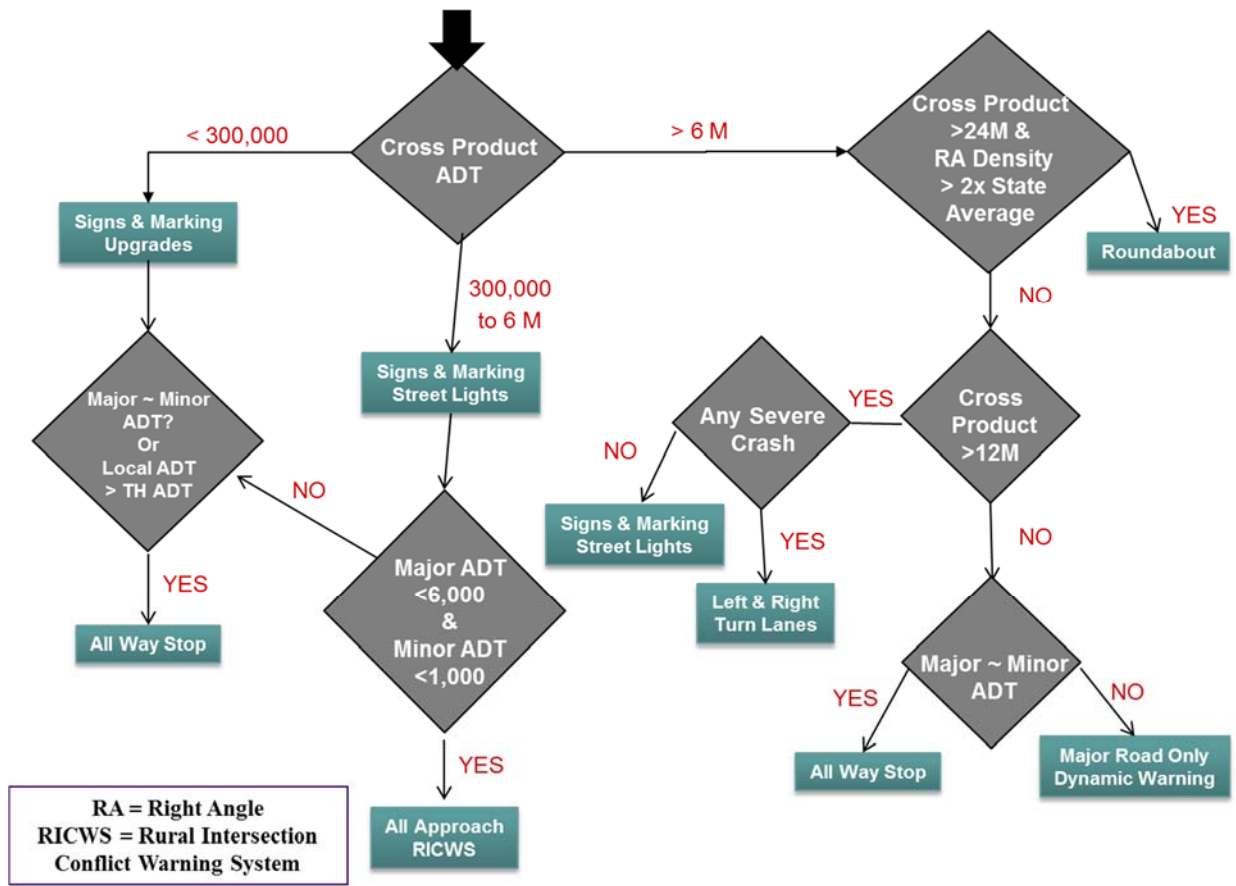 Cross Product
ADT
< 300,000
> 6 M
Cross Product
>24M &
RA Density
> 2x State
Average
YES
Roundabout
NO
Signs & Marking
Upgrades
300,000
to 6 M
Signs & Marking
Street Lights
Major ~ Minor
ADT?
Or
Local ADT
> TH ADT
NO
YES
All Way Stop
Major ADT
<6,000
&
Minor ADT
<1,000
YES
All Approach
RICWS
Cross
Product
>12M
YES
Any Severe
Crash
NO
Signs & Marking
Street Lights
YES
Left & Right
Turn Lanes
NO
Major ~ Minor
ADT
YES
All Way Stop
NO
Major Road Only
Dynamic Warning
RA = Right Angle
RICWS = Rural Intersection
Conflict Warning System